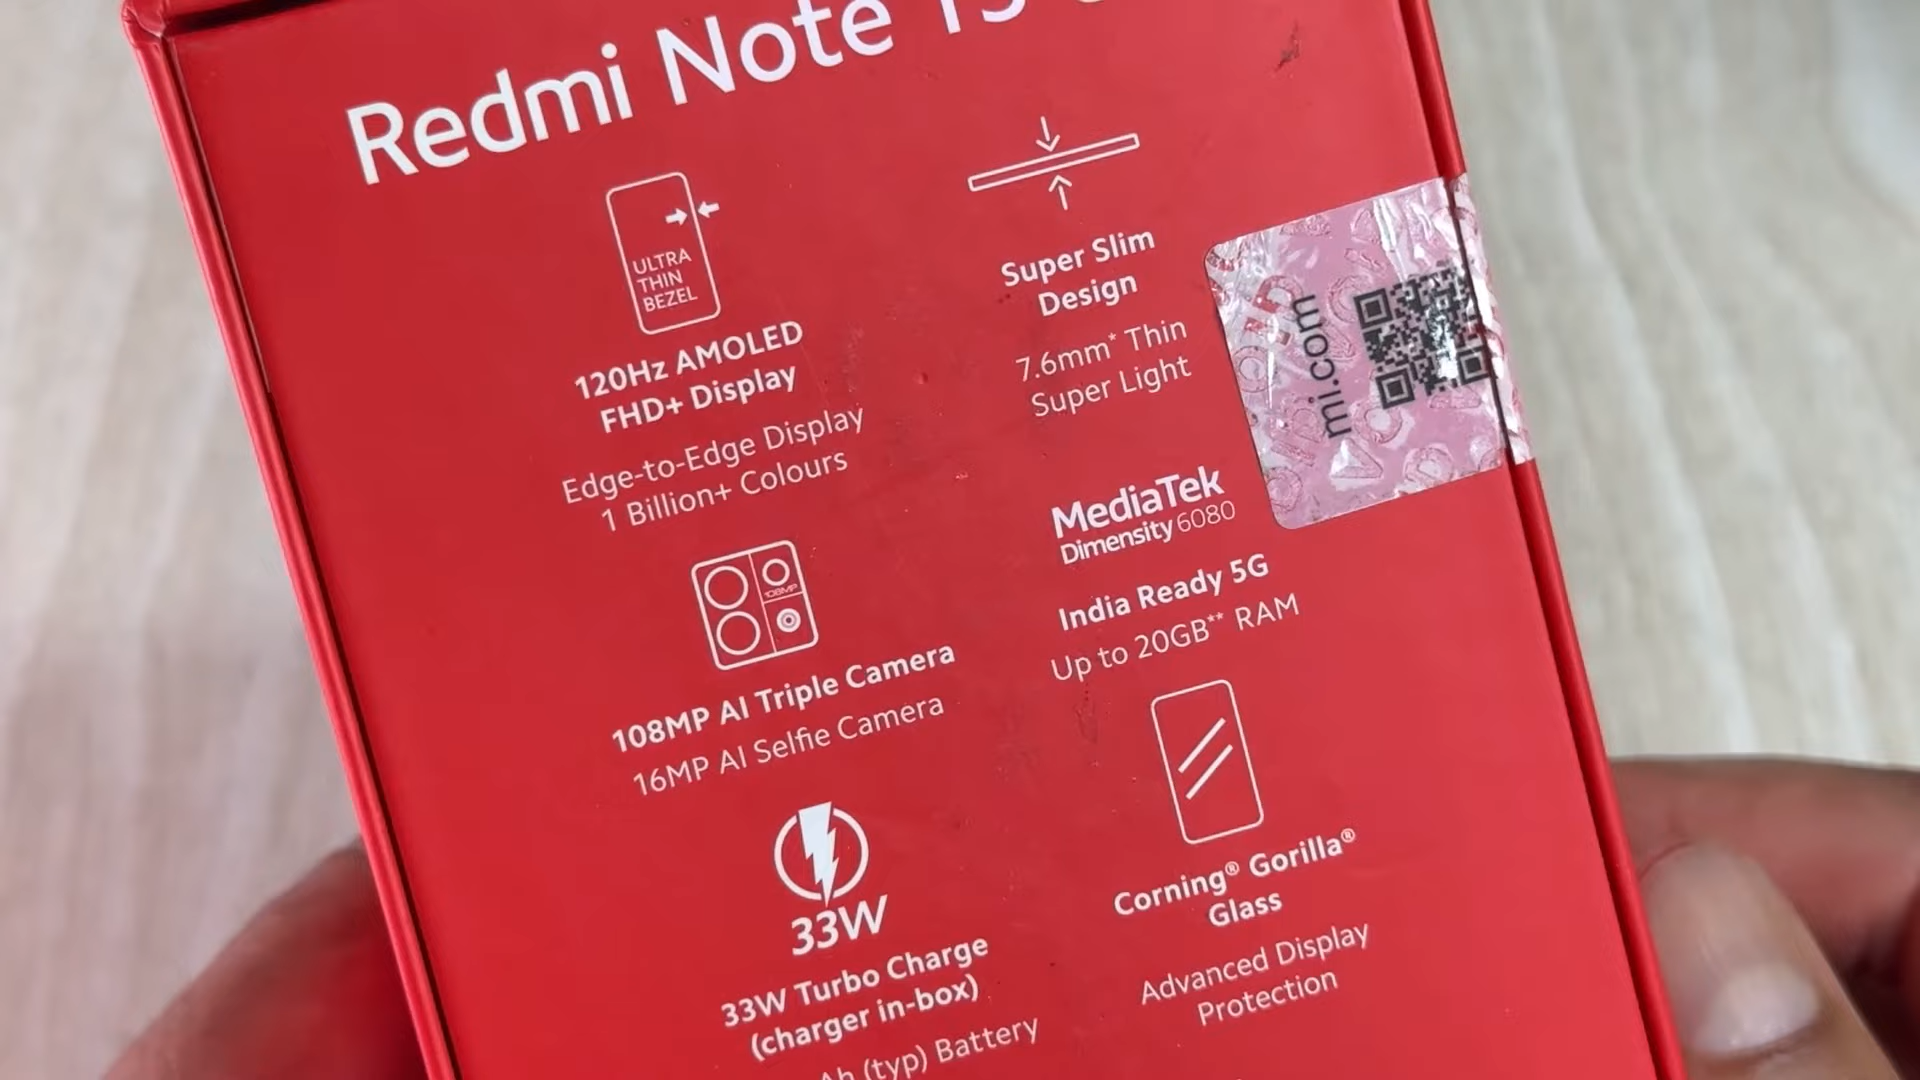 Redmi Note
ULTRA
THIN
BEZEL
120Hz AMOLED
FHD+ Display
Edge-to-Edge Display
1 Billion+ Colours
Super Slim
Design
7.6mm* Thin
Super Light
mi.com
MediaTek
Dimensity 6080
India Ready 5G
Up to 20GB** RAM
108MP
108MP AI Triple Camera
16MP AI Selfie Camera
33W
33W Turbo Charge
(charger in-box)
(typ) Battery
Corning® Gorilla®
Glass
Advanced Display
Protection